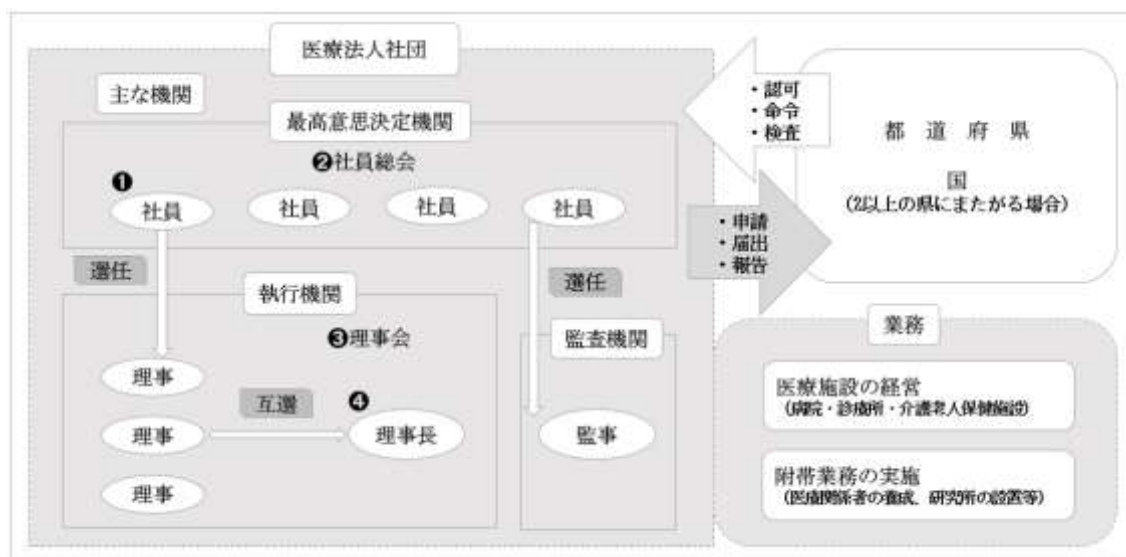 医療法人社団
主な機関
最高意思決定機関
❷社員総会
❶
社員
社員
社員
社員
選任
選任
執行機関
❸理事会
理事
理事
理事
互選
❹
理事長
監査機関
監事
・認可
・命令
・検査
・申請
・届出
・報告
都道府県
国
(2以上の県にまたがる場合)
業務
医療施設の経営
(病院・診療所・介護老人保健施設)
附帯業務の実施
(医療関係者の養成、研究所の設置等)